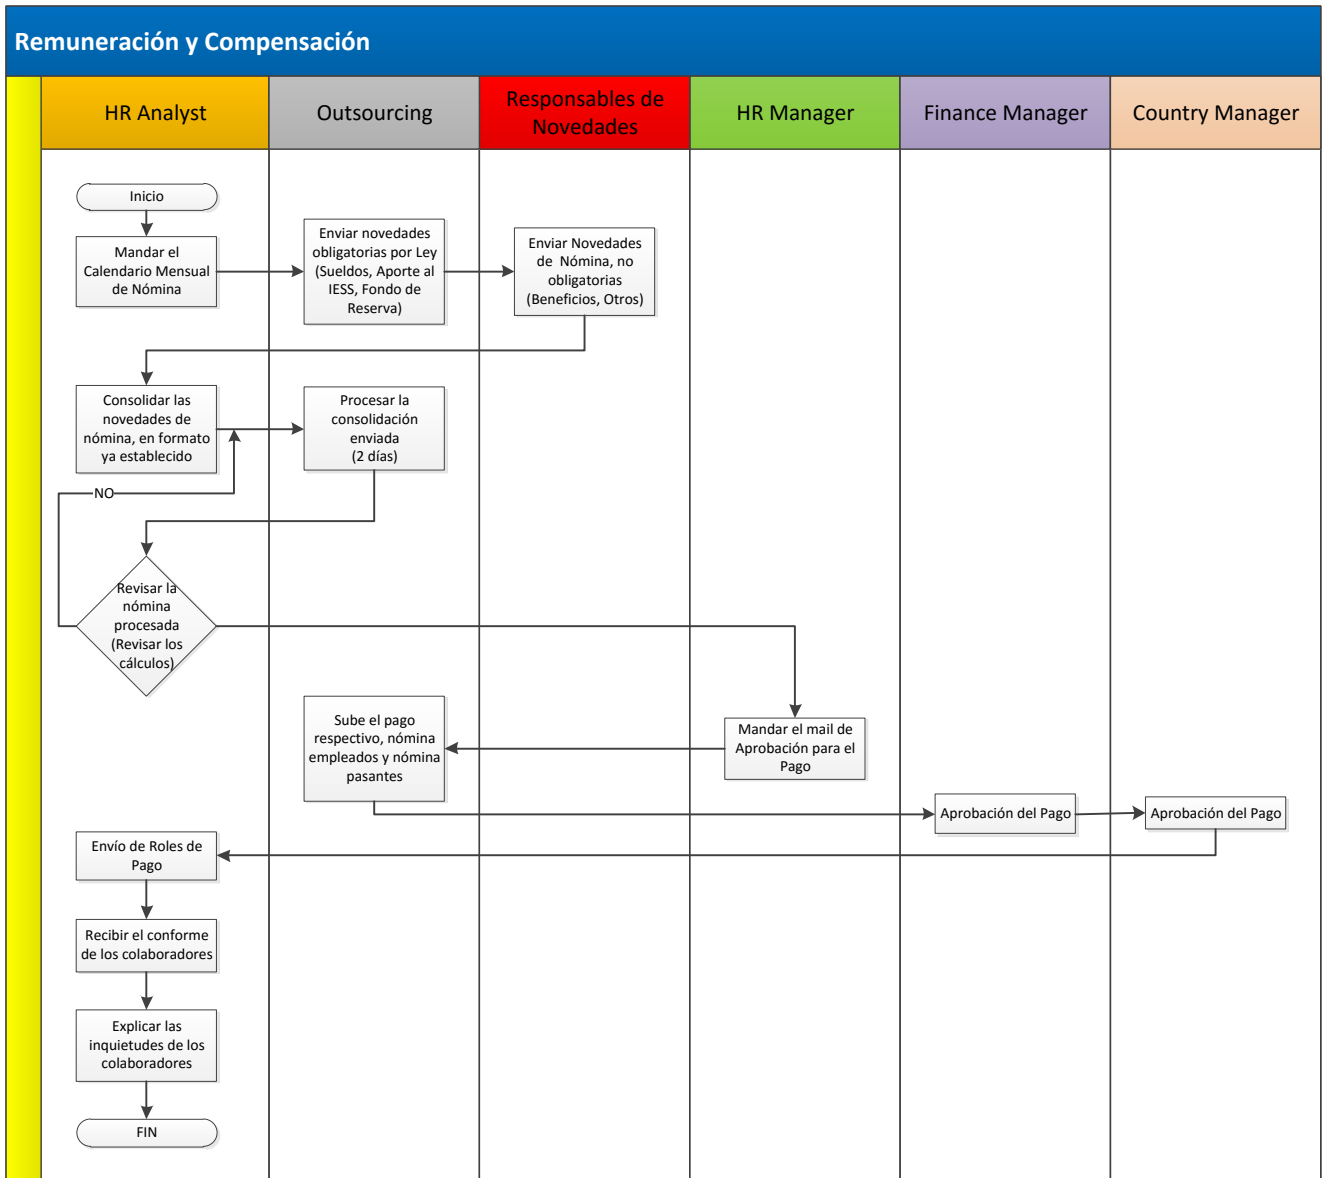 Remuneración y Compensación
HR Analyst
Outsourcing
Responsables de
Novedades
HR Manager
Finance Manager
Country Manager
Inicio
Mandar el
Calendario Mensual
de Nómina
Enviar novedades
obligatorias por Ley
(Sueldos, Aporte al
IESS, Fondo de
Reserva)
Enviar Novedades
de Nómina, no
obligatorias
(Beneficios, Otros)
Consolidar las
novedades de
nómina, en formato
ya establecido
Procesar la
consolidación
enviada
(2 días)
NO
Revisar la
nómina
procesada
(Revisar los
cálculos)
Mandar el mail de
Aprobación para el
Pago
Sube el pago
respectivo, nómina
empleados y nómina
pasantes
Aprobación del Pago
Aprobación del Pago
Envío de Roles de
Pago
Recibir el conforme
de los colaboradores
Explicar las
inquietudes de los
colaboradores
FIN